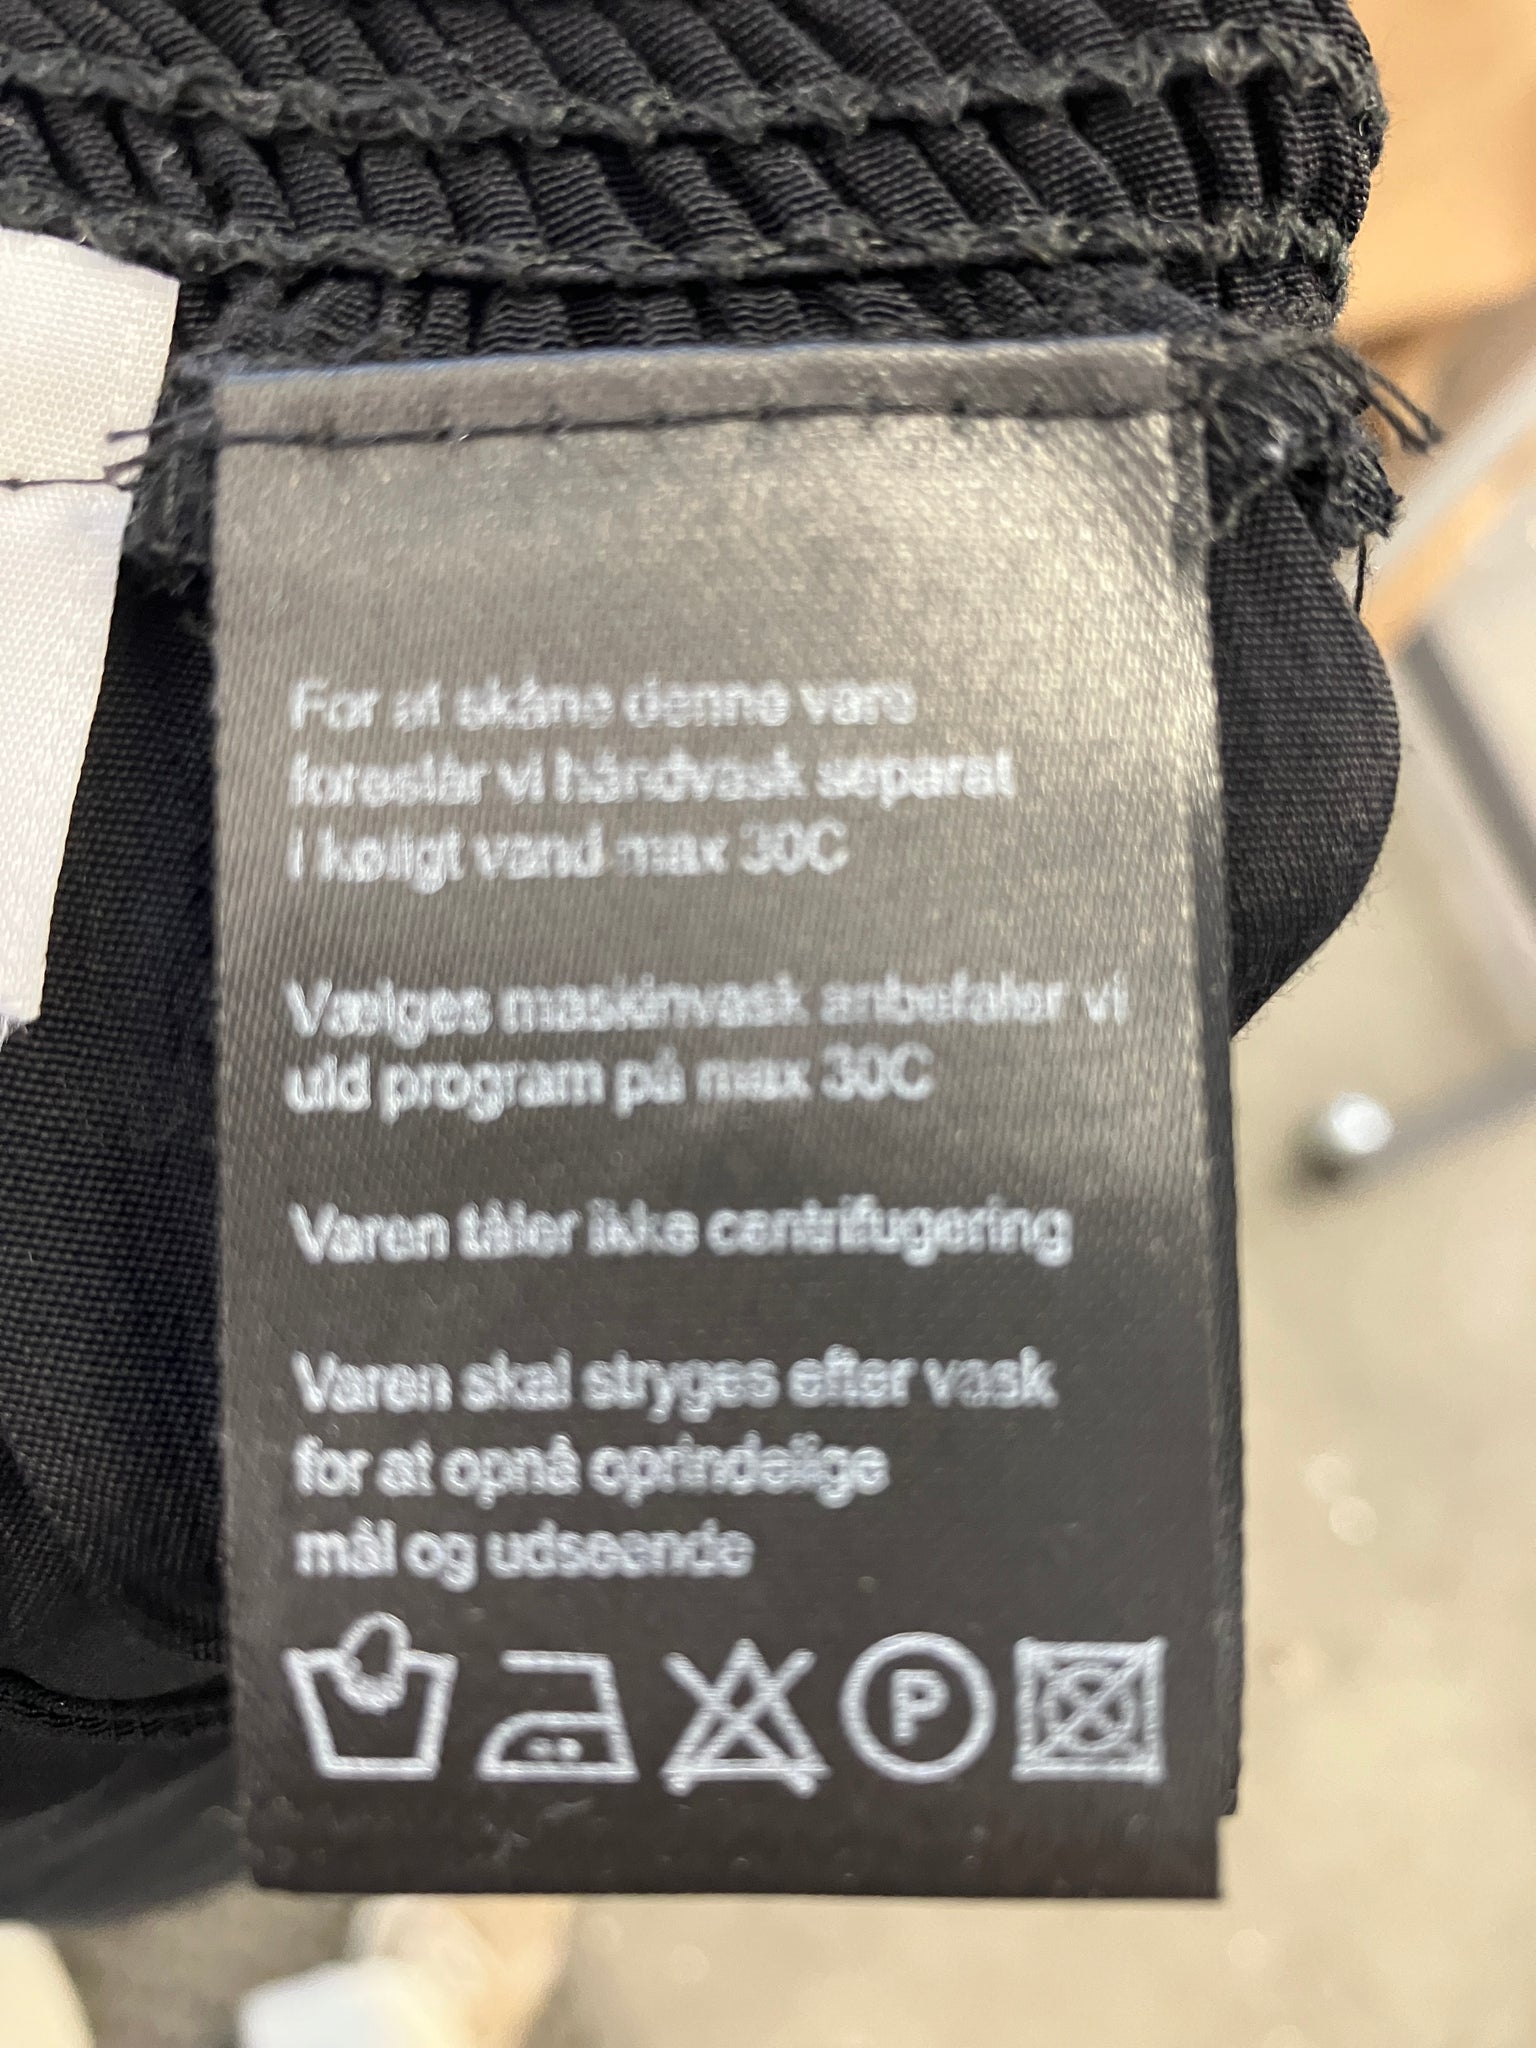 For at skåne denne vare
foreslår vi håndvask separat
I køligt vand max 30C
Vælges maskinvask anbefaler vi
uld program på max 30C
Varen tåler ikke centrifugering
Varen skal stryges efter vask
for at opnå oprindelige
mål og udseende
P